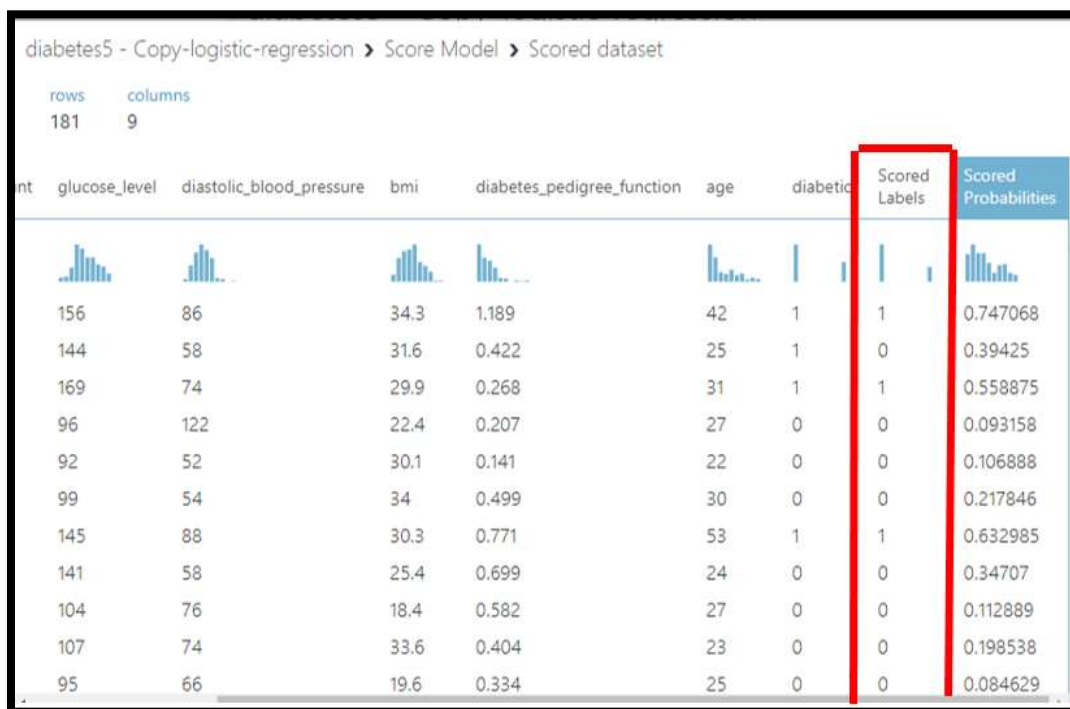 diabetes5 - Copy-logistic-regression › Score Model › Scored dataset
rows columns
181 9
nt glucose_level diastolic_blood_pressure bmi diabetes_pedigree_function age diabetic Scored Labels Scored Probabilities
156 86 34.3 1.189 42 1 1 0.747068
144 58 31.6 0.422 25 1 0 0.39425
169 74 29.9 0.268 31 1 1 0.558875
96 122 22.4 0.207 27 0 0 0.093158
92 52 30.1 0.141 22 0 0 0.106888
99 54 34 0.499 30 0 0 0.217846
145 88 30.3 0.771 53 1 1 0.632985
141 58 25.4 0.699 24 0 0 0.34707
104 76 18.4 0.582 27 0 0 0.112889
107 74 33.6 0.404 23 0 0 0.198538
95 66 19.6 0.334 25 0 0 0.084629